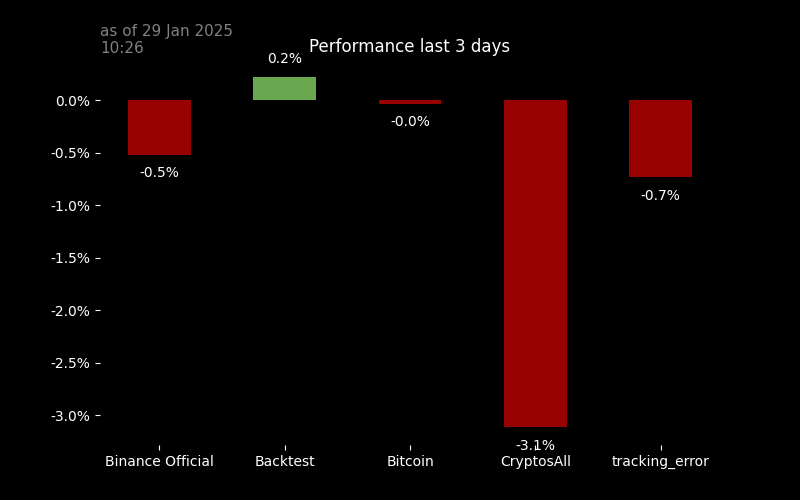 as of 29 Jan 2025
10:26
Performance last 3 days
0.2%
0.0%
-0.0%
-0.5%
-0.5%
-0.7%
-1.0%
-1.5%
-2.0%
-2.5%
-3.0%
-3.1%
Binance Official
Backtest
Bitcoin
CryptosAll
tracking_error